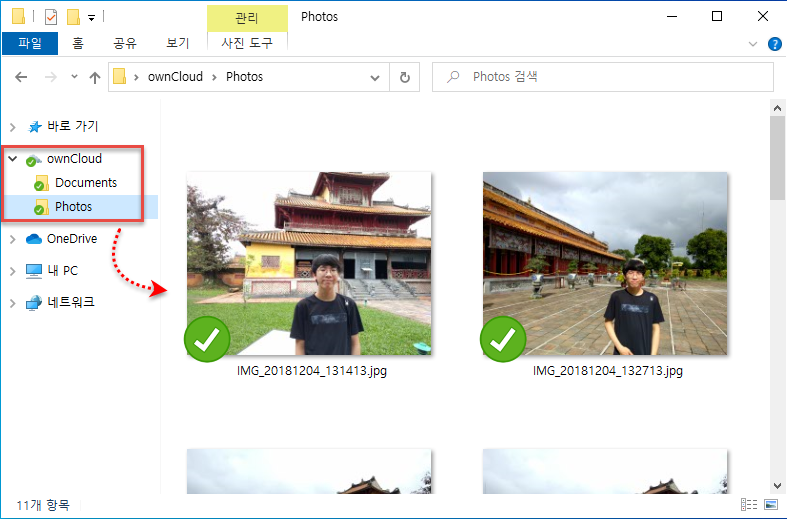 관리
Photos
파일
홈
공유
보기
사진 도구
ownCloud
Photos
Photos 검색
바로 가기
ownCloud
Documents
Photos
OneDrive
내 PC
네트워크
IMG_20181204_131413.jpg
IMG_20181204_132713.jpg
11개 항목